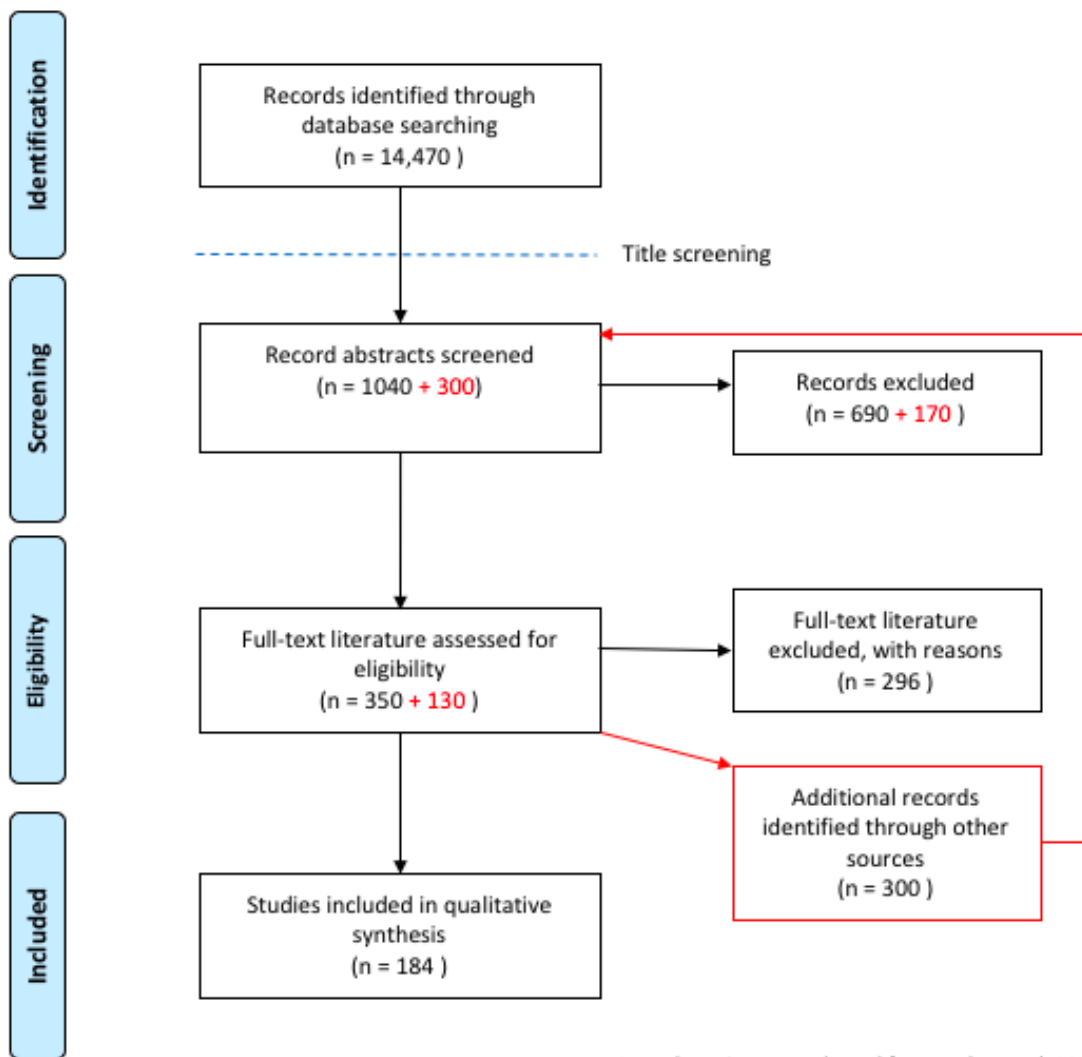 Identification
Records identified through
database searching
(n = 14,470 )
Title screening
Screening
Record abstracts screened
(n = 1040 + 300)
Records excluded
(n = 690 + 170 )
Eligibility
Full-text literature assessed for
eligibility
(n = 350 + 130 )
Full-text literature
excluded, with reasons
(n = 296 )
Additional records
identified through other
sources
(n = 300 )
Included
Studies included in qualitative
synthesis
(n = 184 )